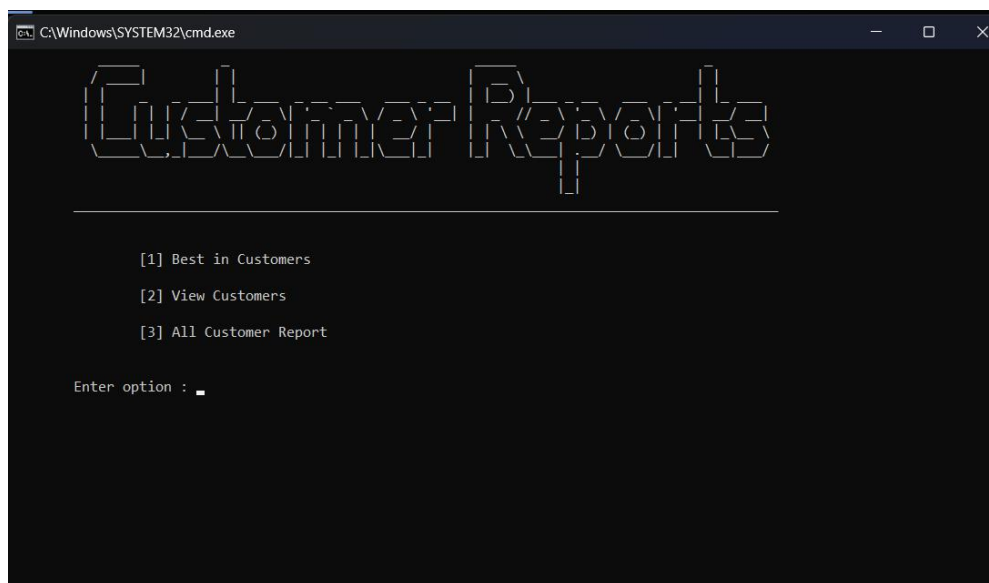 C:\Windows\SYSTEM32\cmd.exe
Customer Reports
[1] Best in Customers
[2] View Customers
[3] All Customer Report
Enter option :